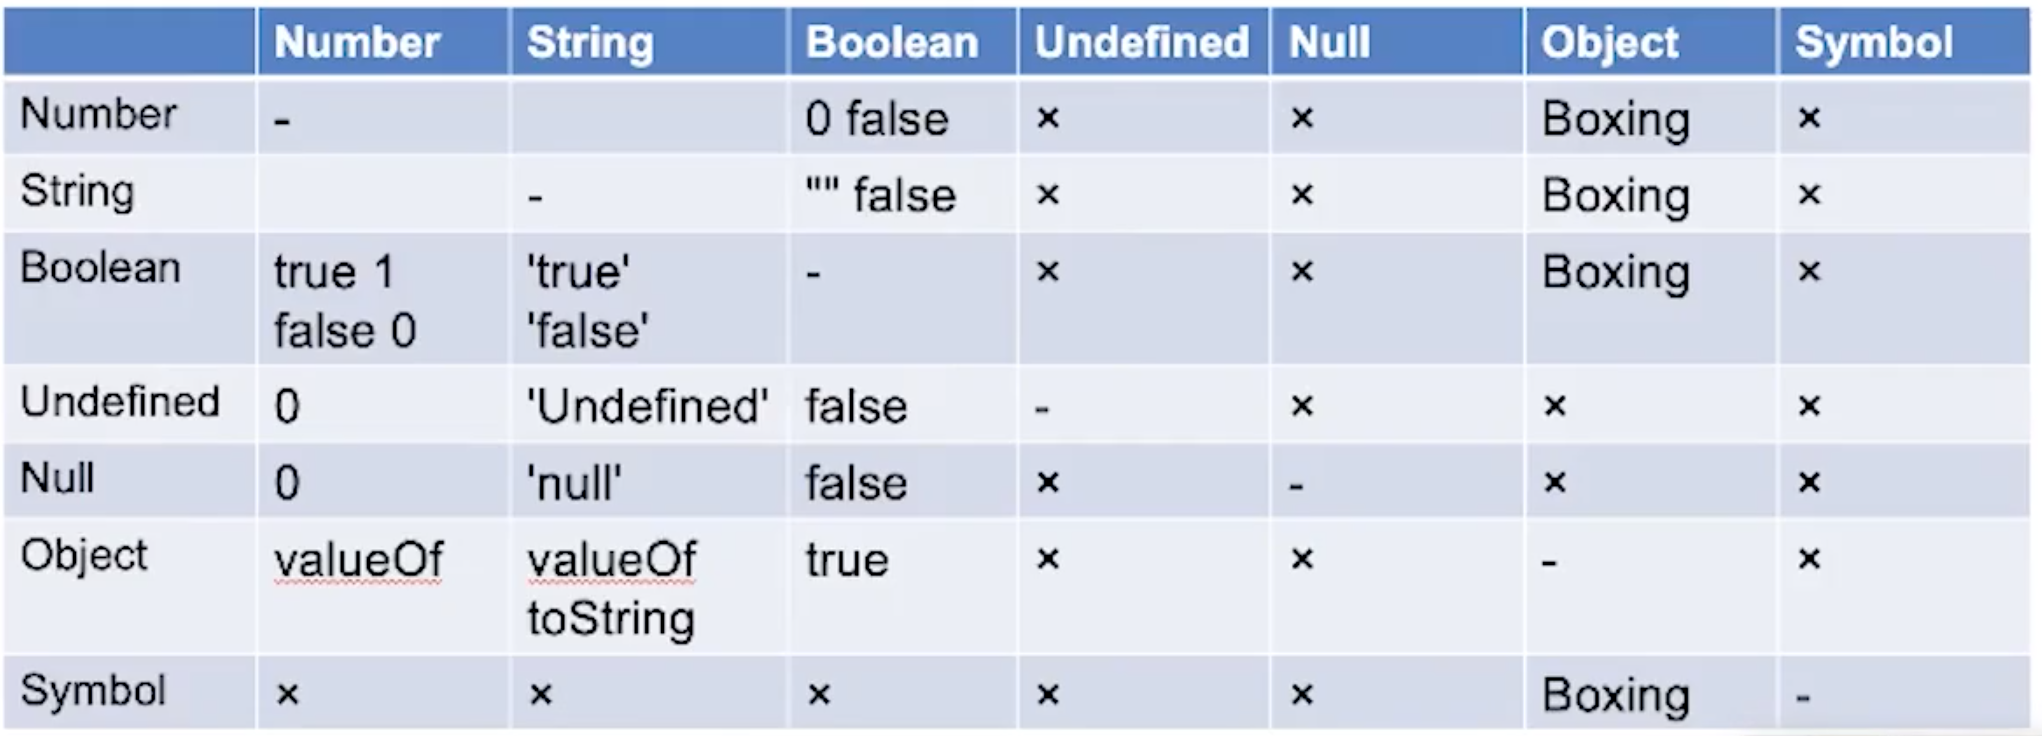 Number String Boolean Undefined Null Object Symbol
Number - 0 false × × Boxing ×
String - "" false × × Boxing ×
Boolean true 1 'true' - × × Boxing ×
false 0 'false'
Undefined 0 'Undefined' false - × × ×
Null 0 'null' false × - × ×
Object valueOf valueOf true × × - ×
toString
Symbol × × × × × Boxing -